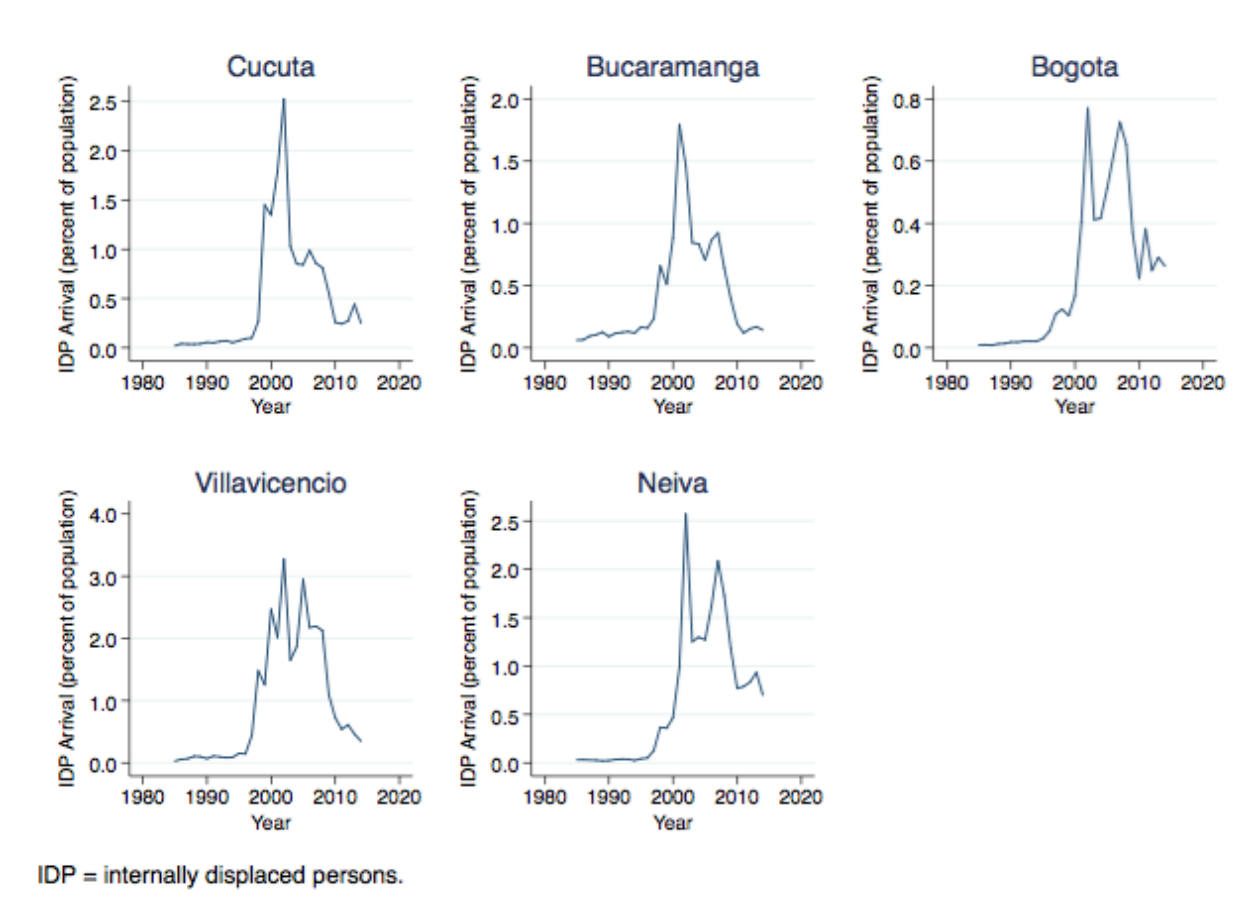 Cucuta
IDP Arrival (percent of population)
2.5
2.0
1.5
1.0
0.5
0.0
1980 1990 2000 2010 2020
Year
Bucaramanga
IDP Arrival (percent of population)
2.0
1.5
1.0
0.5
0.0
1980 1990 2000 2010 2020
Year
Bogota
IDP Arrival (percent of population)
0.8
0.6
0.4
0.2
0.0
1980 1990 2000 2010 2020
Year
Villavicencio
IDP Arrival (percent of population)
4.0
3.0
2.0
1.0
0.0
1980 1990 2000 2010 2020
Year
Neiva
IDP Arrival (percent of population)
2.5
2.0
1.5
1.0
0.5
0.0
1980 1990 2000 2010 2020
Year
IDP = internally displaced persons.